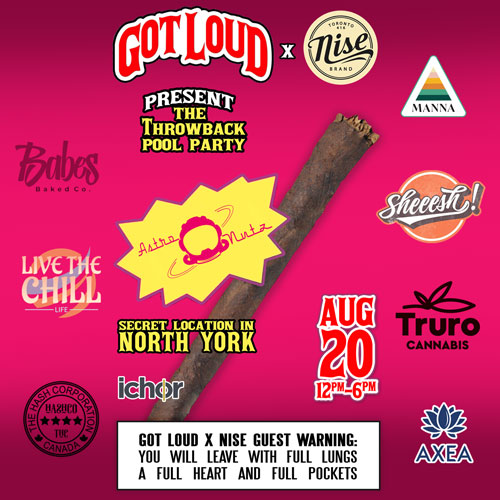 GOT LOUD
x
TORONTO
Nise
BRAND
PRESENT
THE
THROWBACK
POOL PARTY
MANNA
Babes
Baked Co.
Sheeesh!
Astro Nutz
LIVE THE
CHILL
LIFE
SECRET LOCATION IN
NORTH YORK
AUG
20
12PM-6PM
Truro
CANNABIS
ichor
THE HASH CORPORATION
YAZUCO
THC
CANADA
AXEA
GOT LOUD X NISE GUEST WARNING:
YOU WILL LEAVE WITH FULL LUNGS
A FULL HEART AND FULL POCKETS